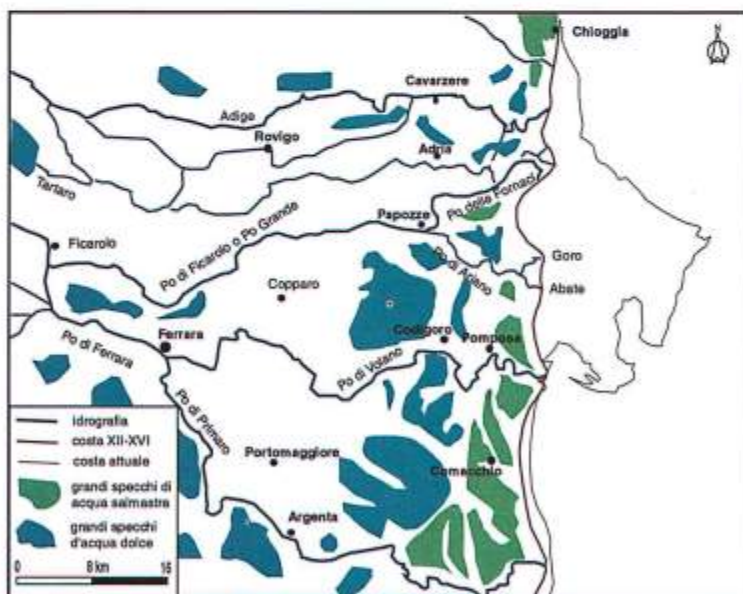 N
Chioggia
Cavarzere
Adige
Rovigo
Adria
Tartaro
Po delle Fornaci
Papozze
Ficarolo
Po di Ficarolo o Po Grande
Goro
Po di Ariano
Copparo
Abate
Ferrara
Codigoro
Pomposa
Po di Ferrara
Po di Volano
Po di Primaro
idrografia
costa XII-XVI
costa attuale
grandi specchi di
acqua salmastra
grandi specchi
d'acqua dolce
0 8 km 16
Portomaggiore
Comacchio
Argenta